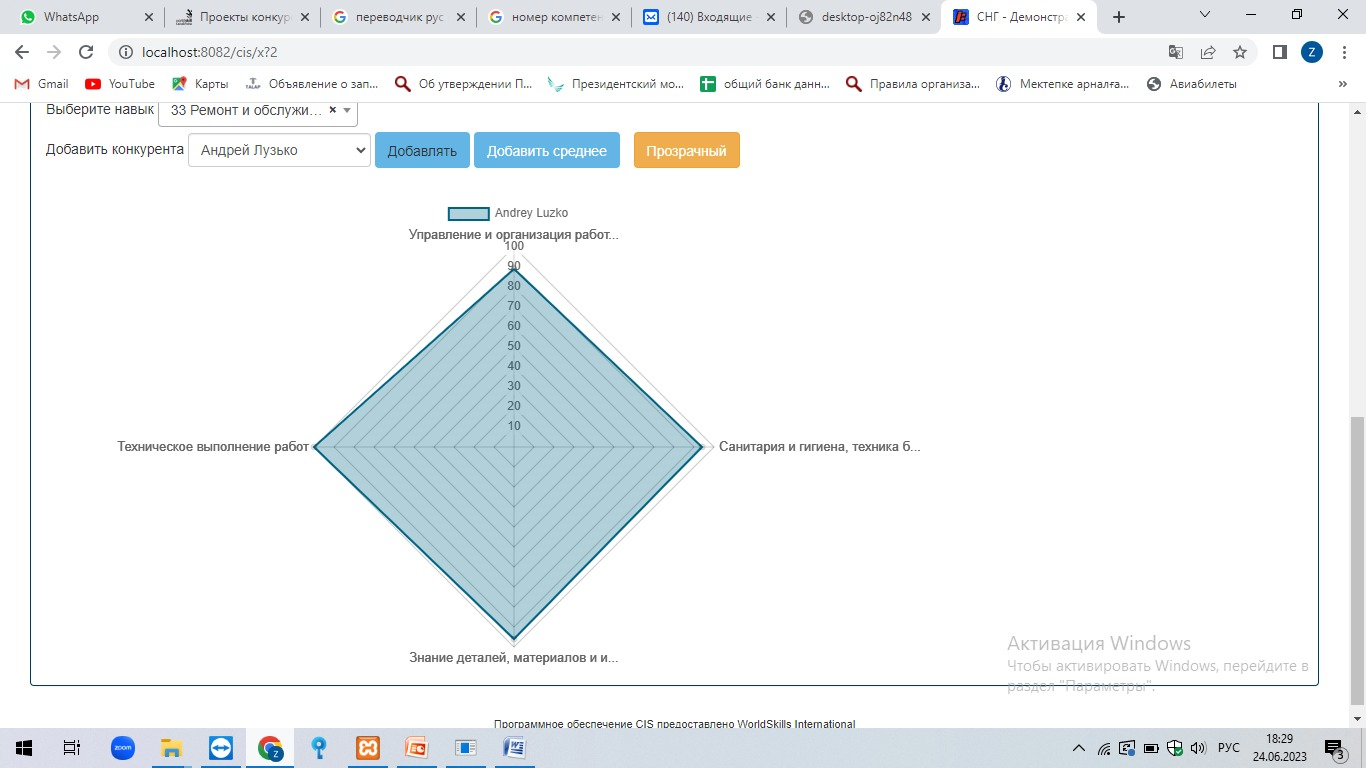 WhatsApp
Проекты конкур
переводчик рус
номер компетен
(140) Входящие
desktop-oj82n48
СНГ - Демонстра
localhost:8082/cis/x?2
Z
Gmail
YouTube
Карты
TALAP
Объявление о зап...
Об утверждении П...
Президентский мо...
общий банк данн...
Правила организа...
Мектепке арналға...
Авиабилеты
»
Выберите навык
33 Ремонт и обслужи...
Добавить конкурента
Андрей Лузько
Добавлять
Добавить среднее
Прозрачный
Andrey Luzko
Управление и организация работ...
100
90
80
70
60
50
40
30
20
10
Техническое выполнение работ
Санитария и гигиена, техника б...
Знание деталей, материалов и и...
Активация Windows
Чтобы активировать Windows, перейдите в
раздел "Параметры".
Программное обеспечение CIS предоставлено WorldSkills International
zoom
РУС
18:29
24.06.2023
3